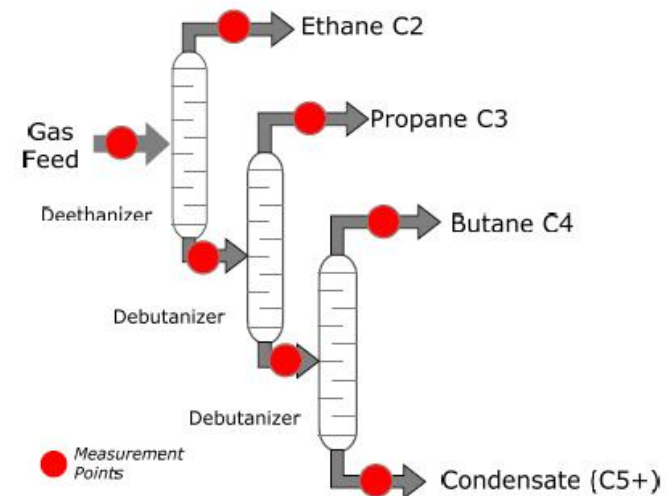 Ethane C2
Propane C3
Gas
Feed
Deethanizer
Butane C4
Debutanizer
Debutanizer
Measurement
Points
Condensate (C5+)